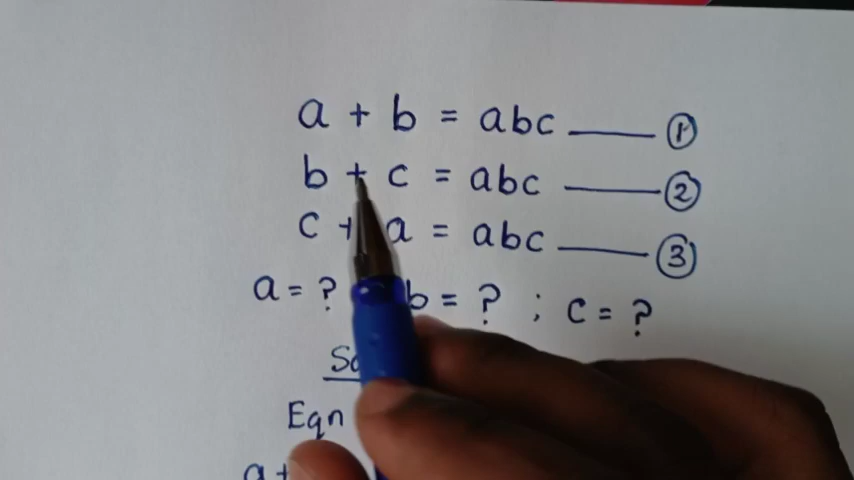 a + b = abc ——— ①
b + c = abc ——— ②
c + a = abc ——— ③
a = ? b = ? ; c = ?
Eqn
a +